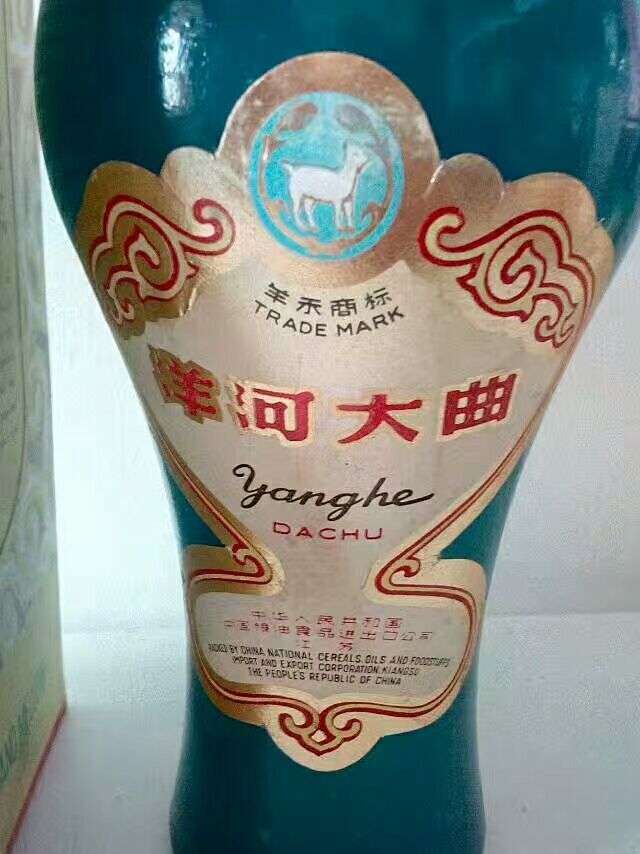 羊禾商标
TRADE MARK
洋河大曲
yanghe
DACHU
中华人民共和国
中国粮油食品进出口公司
江苏
PACKED BY CHINA NATIONAL CEREALS, OILS AND FOODSTUFFS
IMPORT AND EXPORT CORPORATION, KIANGSU
THE PEOPLE'S REPUBLIC OF CHINA